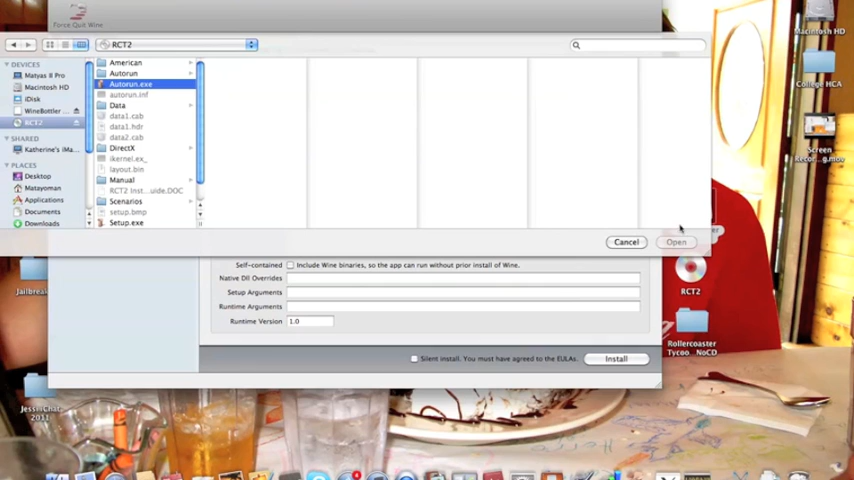 Force Quit Wine
RCT2
DEVICES
Matyas II Pro
Macintosh HD
iDisk
WineBottler ...
RCT2
SHARED
Katherine's iMa...
PLACES
Desktop
Matayoman
Applications
Documents
Downloads
American
Autorun
Autorun.exe
autorun.inf
Data
data1.cab
data1.hdr
data2.cab
DirectX
ikernel.ex_
layout.bin
Manual
RCT2 Inst...uide.DOC
Scenarios
setup.bmp
Setup.exe
Cancel
Open
Self-contained
Include Wine binaries, so the app can run without prior install of Wine.
Native Dll Overrides
Setup Arguments
Runtime Arguments
Runtime Version
1.0
Silent install. You must have agreed to the EULAs.
Install
Macintosh HD
College HCA
Screen
Recor...g.mov
RCT2
Rollercoaster
Tycoo...NoCD
Jailbreak
2011